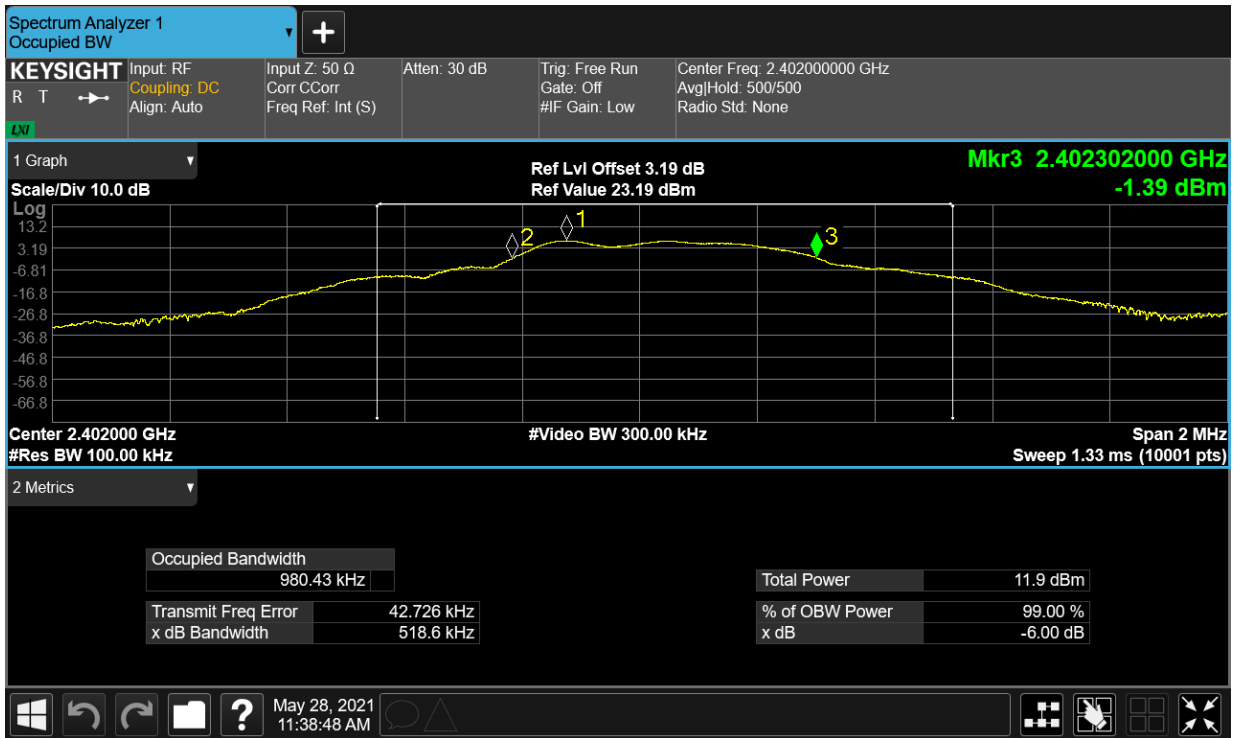 Spectrum Analyzer 1
Occupied BW
KEYSIGHT
R T
LXI
Input: RF
Coupling: DC
Align: Auto
Input Z: 50 Ω
Corr CCorr
Freq Ref: Int (S)
Atten: 30 dB
Trig: Free Run
Gate: Off
#IF Gain: Low
Center Freq: 2.402000000 GHz
Avg|Hold: 500/500
Radio Std: None
1 Graph
Scale/Div 10.0 dB
Ref Lvl Offset 3.19 dB
Ref Value 23.19 dBm
Mkr3 2.402302000 GHz
-1.39 dBm
Log
13.2
3.19
-6.81
-16.8
-26.8
-36.8
-46.8
-56.8
-66.8
1
2
3
Center 2.402000 GHz
#Video BW 300.00 kHz
Span 2 MHz
#Res BW 100.00 kHz
Sweep 1.33 ms (10001 pts)
2 Metrics
Occupied Bandwidth
980.43 kHz
Total Power 11.9 dBm
Transmit Freq Error 42.726 kHz
% of OBW Power 99.00 %
x dB Bandwidth 518.6 kHz
x dB -6.00 dB
?
May 28, 2021
11:38:48 AM